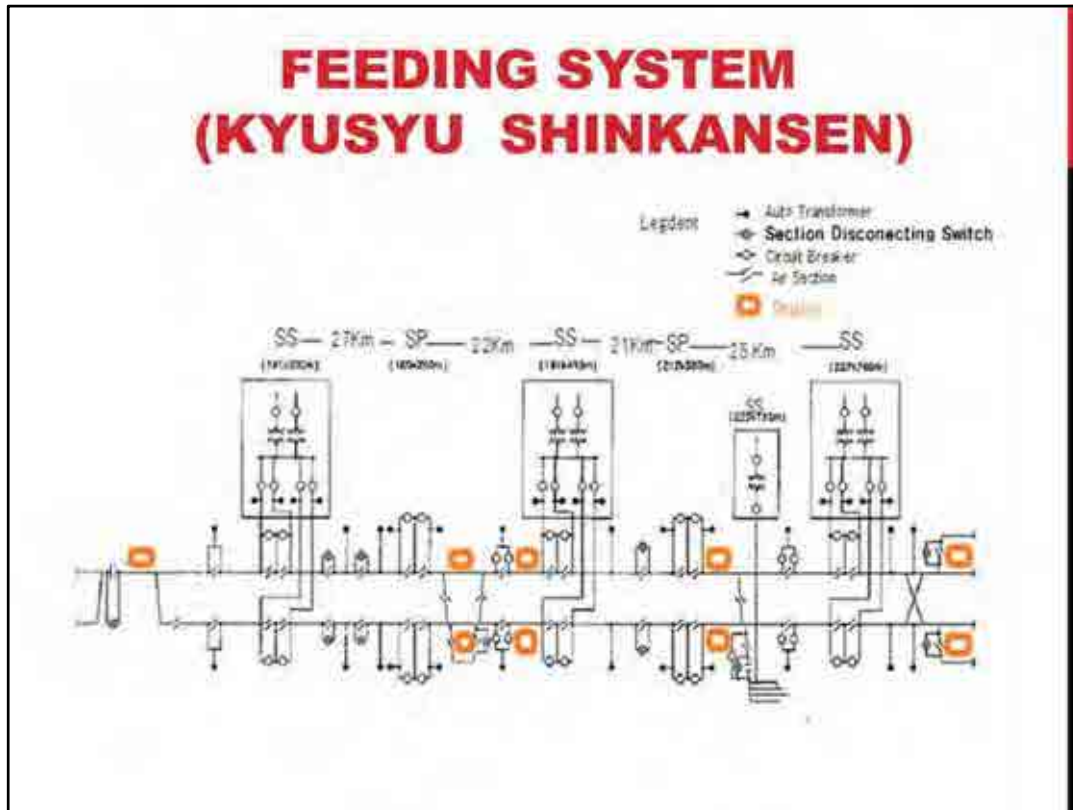 FEEDING SYSTEM
(KYUSYU SHINKANSEN)
Legdent
Auto Transformer
Section Disconecting Switch
Circuit Breaker
Air Section
SS 27Km SP 22Km SS 21Km SP 25Km SS
SS